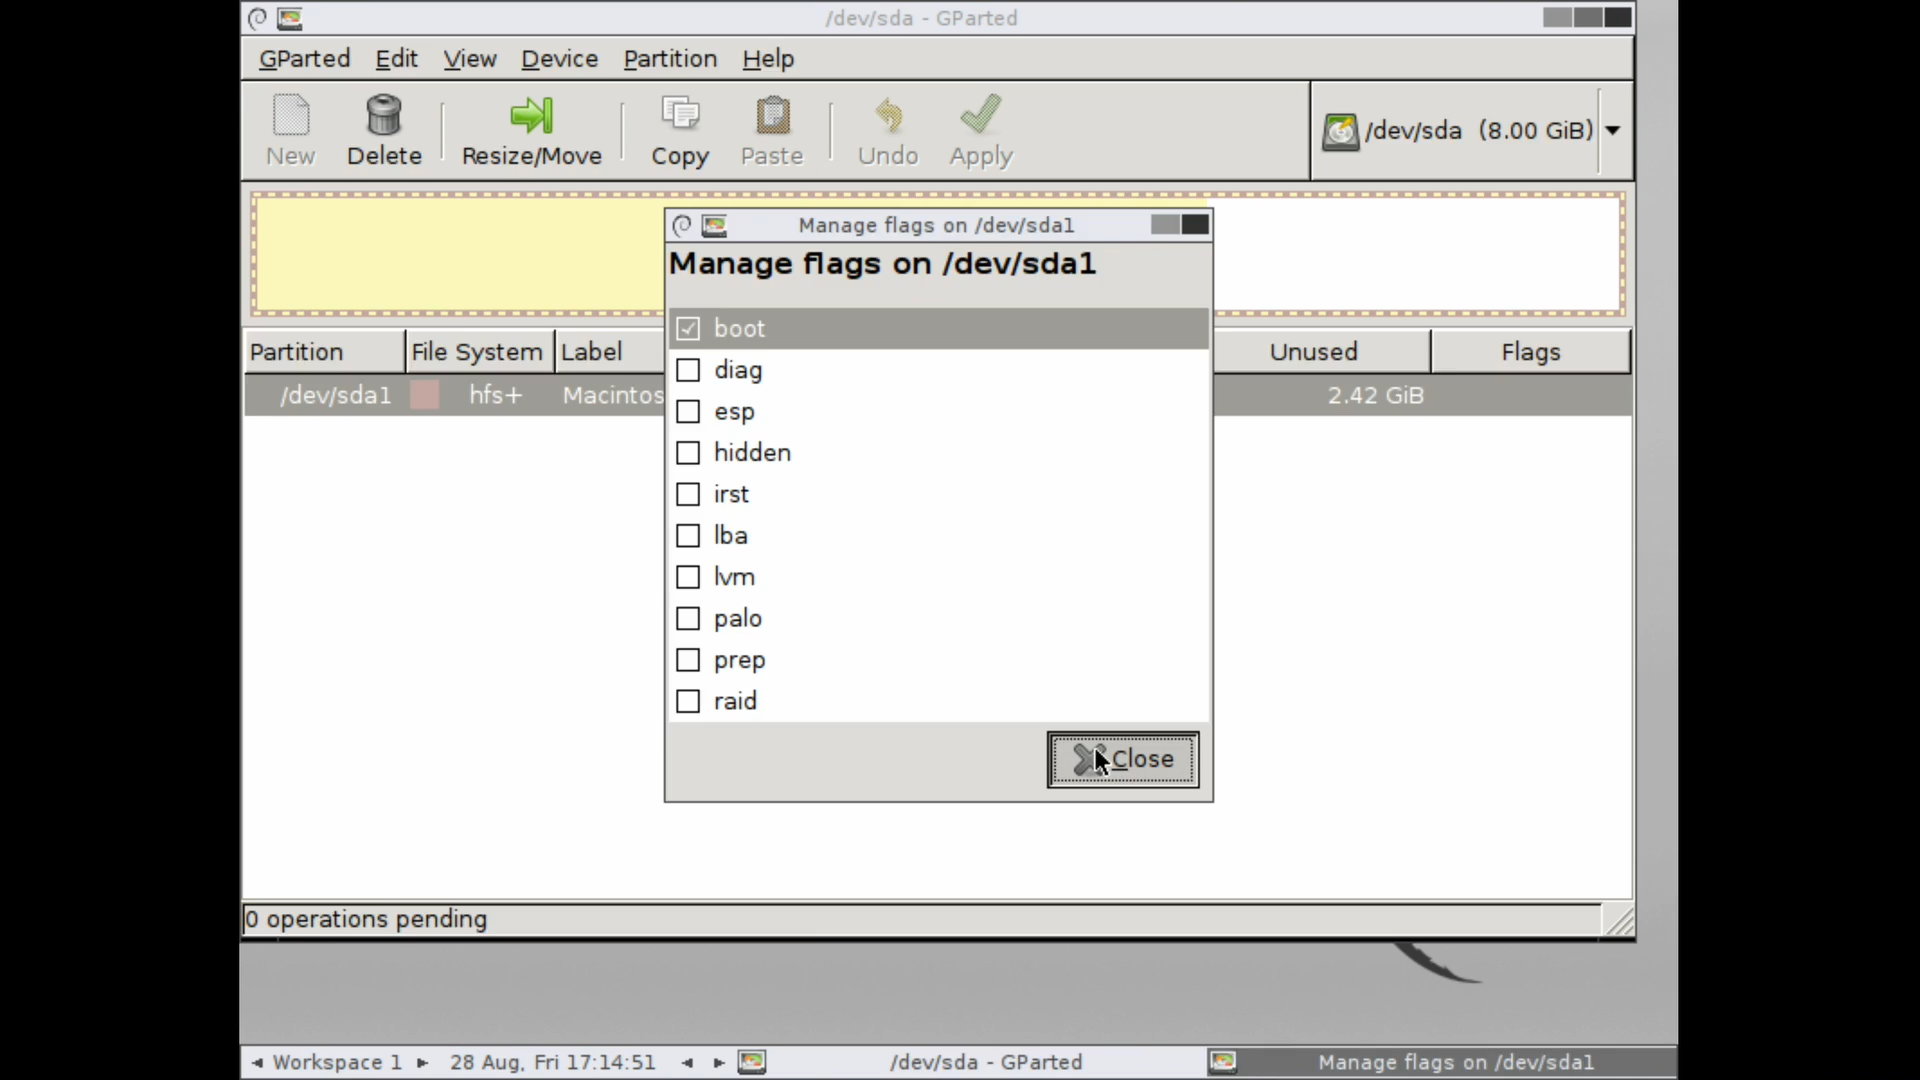 /dev/sda - GParted
GParted Edit View Device Partition Help
New Delete Resize/Move Copy Paste Undo Apply /dev/sda (8.00 GiB)
Manage flags on /dev/sda1
Manage flags on /dev/sda1
boot
diag
esp
hidden
irst
lba
lvm
palo
prep
raid
Close
Partition File System Label Unused Flags
/dev/sda1 hfs+ Macintos 2.42 GiB
0 operations pending
Workspace 1 28 Aug, Fri 17:14:51 /dev/sda - GParted Manage flags on /dev/sda1